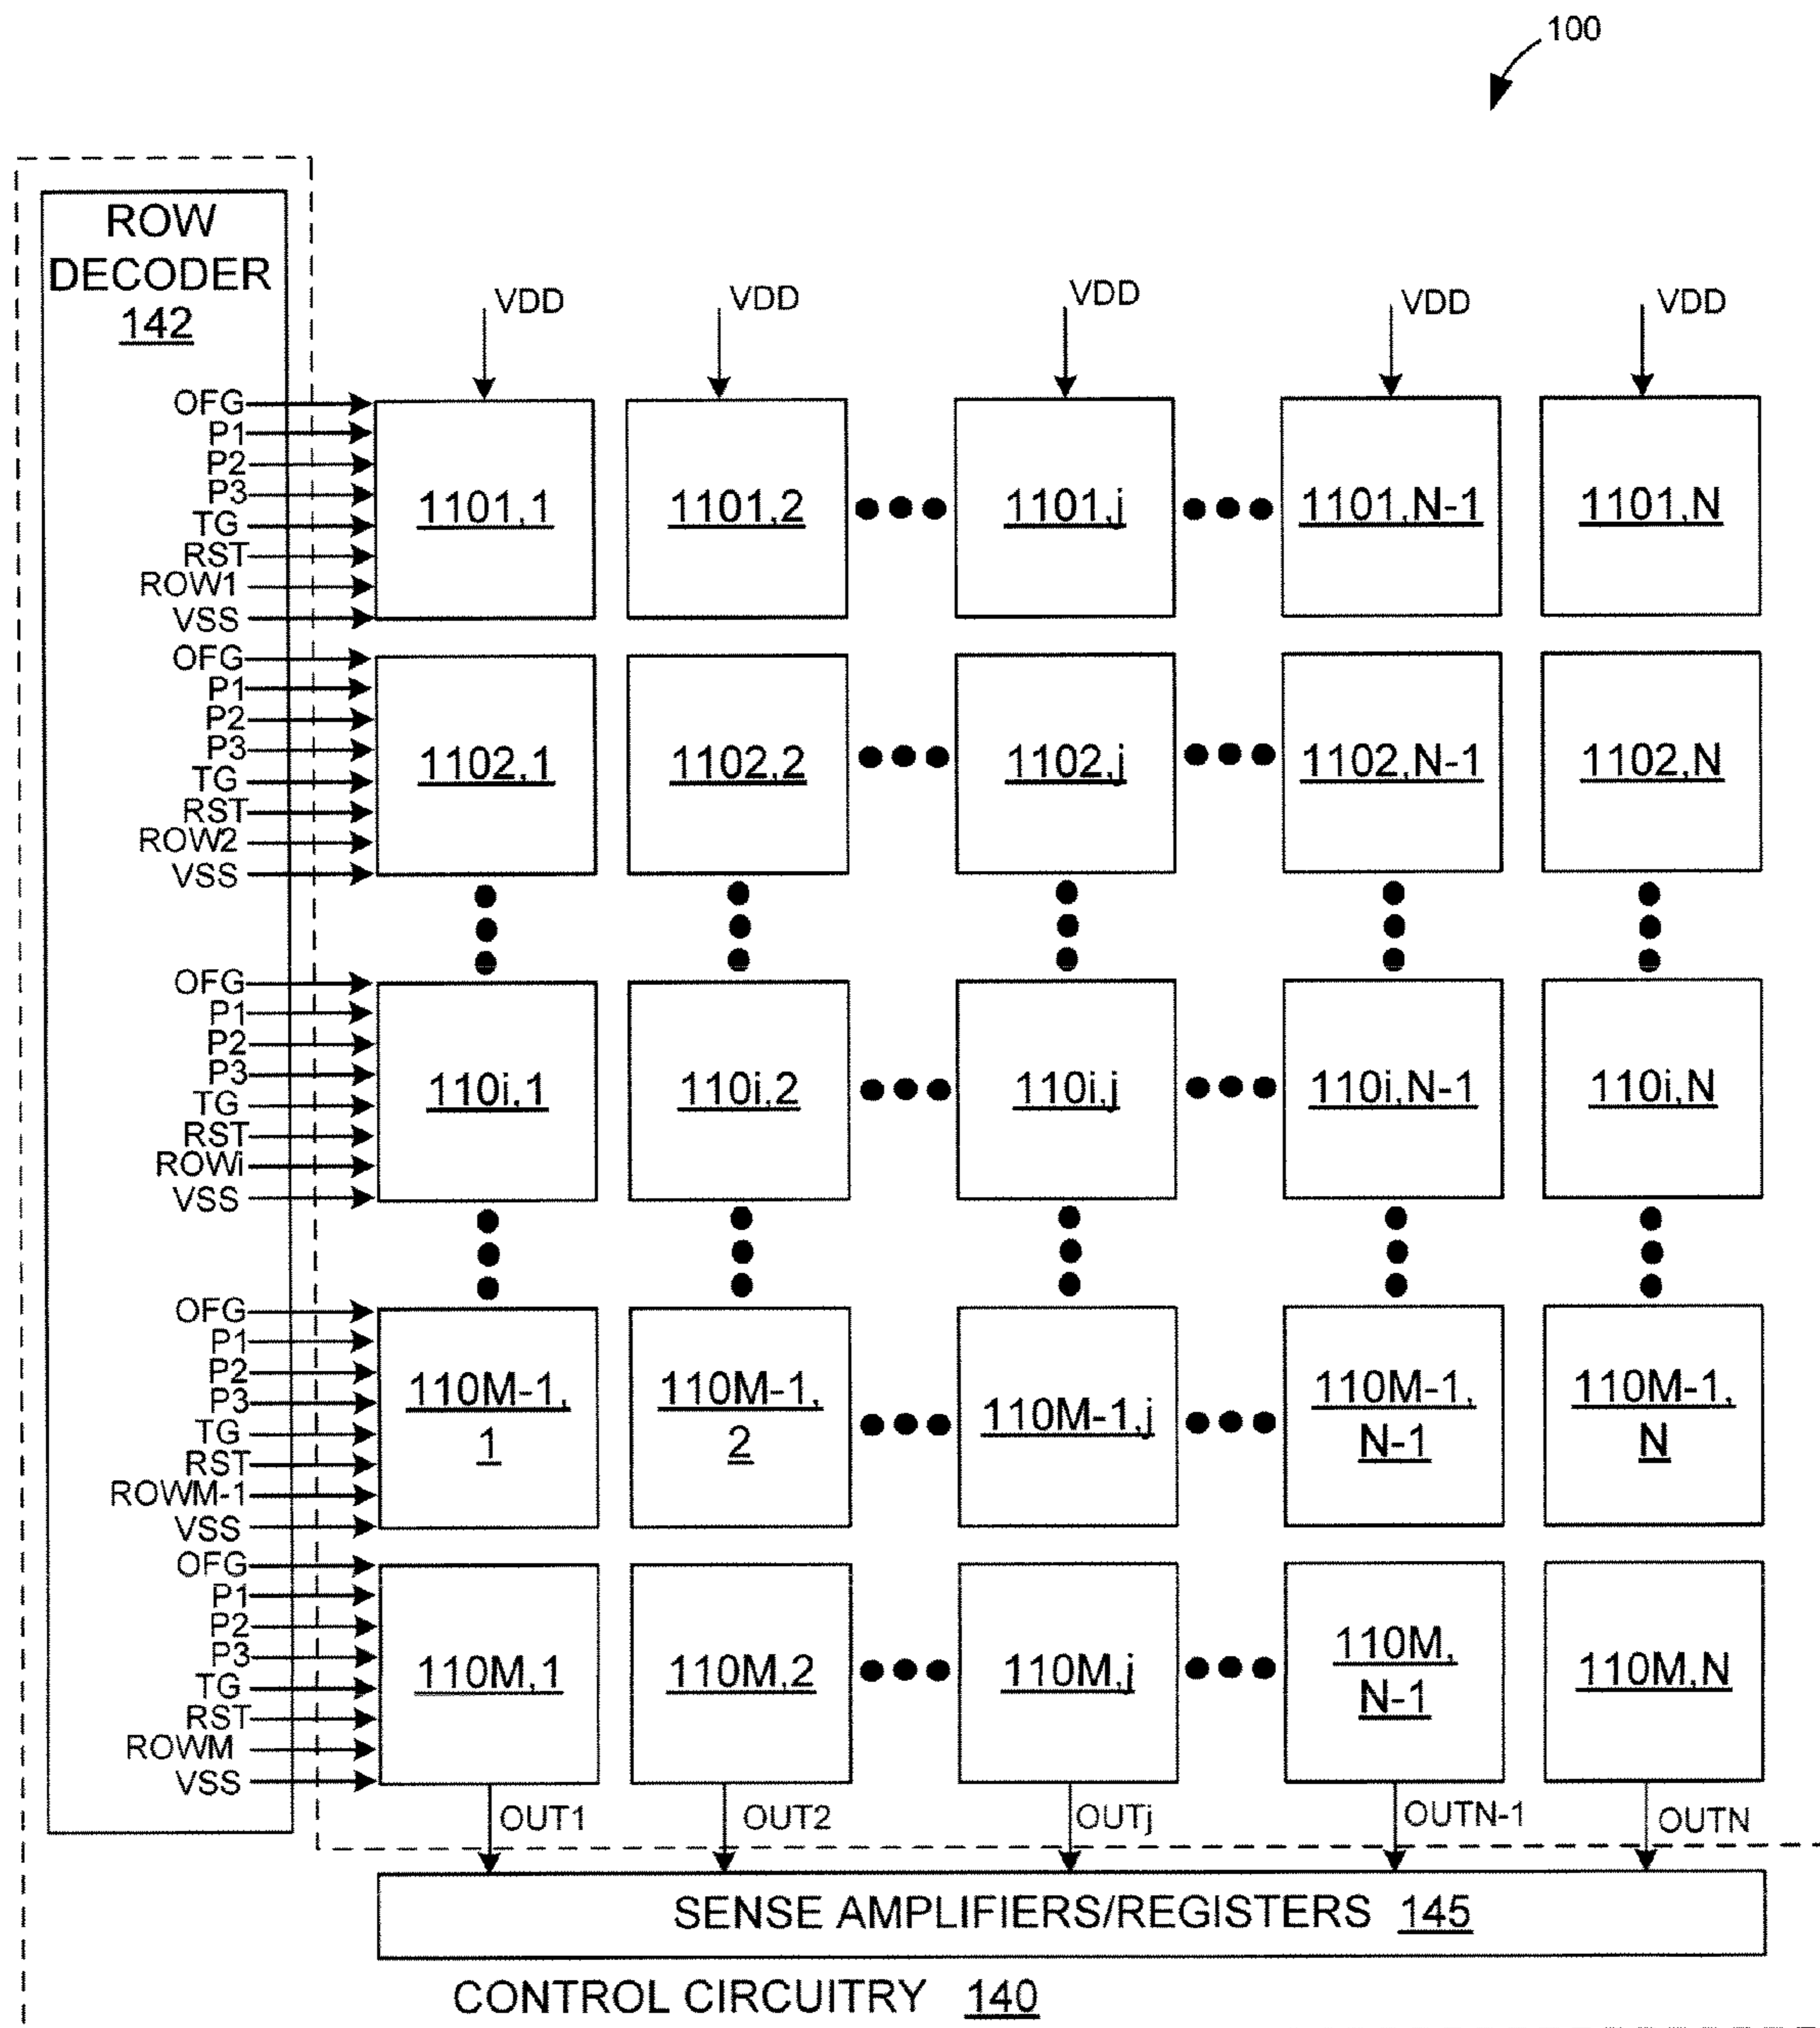 100
ROW
DECODER
142
VDD VDD VDD VDD VDD
OFG
P1
P2
P3
TG
RST
ROW1
VSS
1101,1 1101,2 1101,j 1101,N-1 1101,N
OFG
P1
P2
P3
TG
RST
ROW2
VSS
1102,1 1102,2 1102,j 1102,N-1 1102,N
OFG
P1
P2
P3
TG
RST
ROWi
VSS
110i,1 110i,2 110i,j 110i,N-1 110i,N
OFG
P1
P2
P3
TG
RST
ROWM-1
VSS
110M-1,
1
110M-1,
2
110M-1,j
110M-1,
N-1
110M-1,
N
OFG
P1
P2
P3
TG
RST
ROWM
VSS
110M,1 110M,2 110M,j
110M,
N-1
110M,N
OUT1 OUT2 OUTj OUTN-1 OUTN
SENSE AMPLIFIERS/REGISTERS 145
CONTROL CIRCUITRY 140